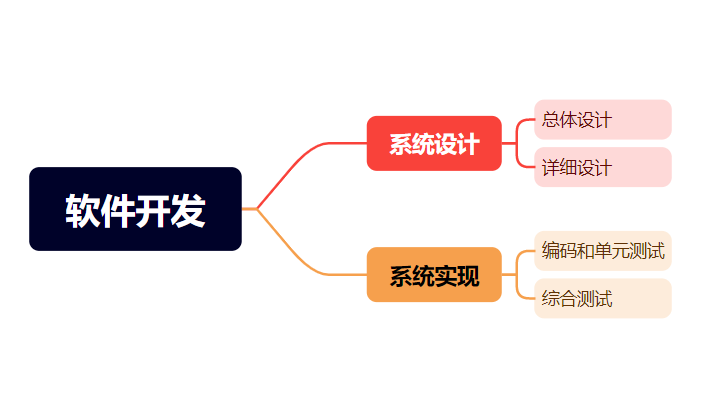 软件开发
系统设计
总体设计
详细设计
系统实现
编码和单元测试
综合测试